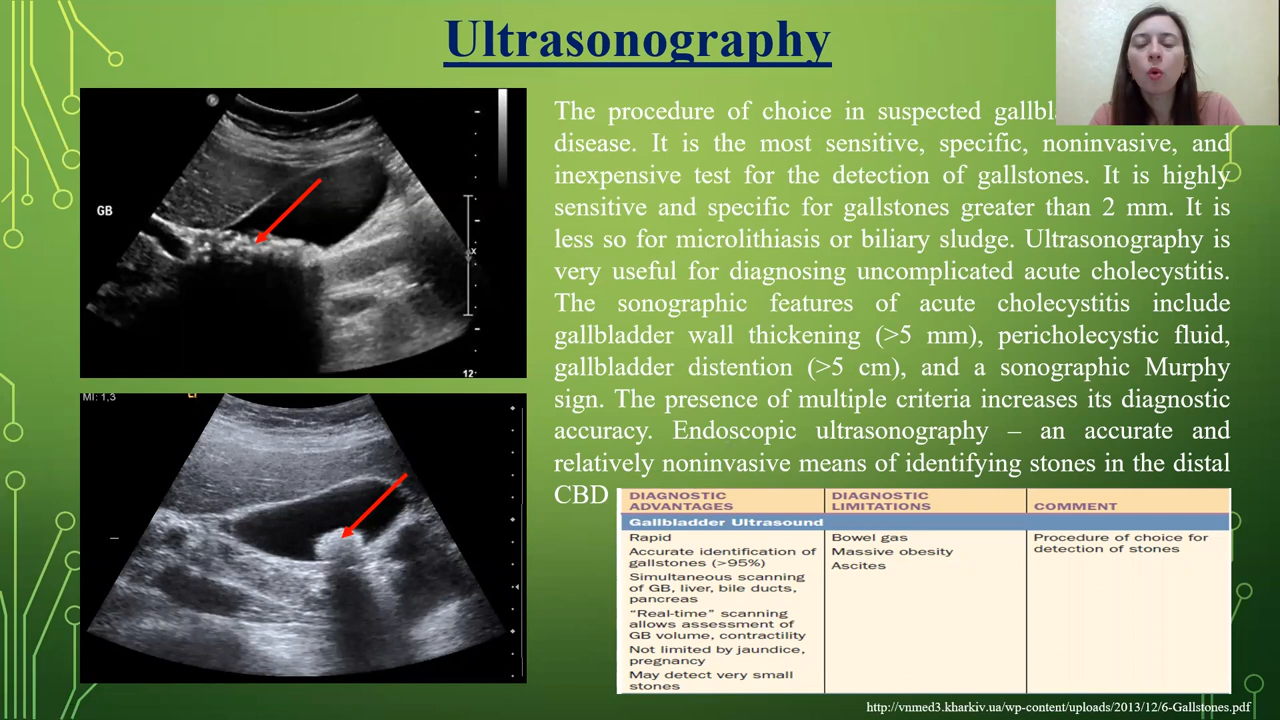 Ultrasonography
The procedure of choice in suspected
disease. It is the most sensitive, specific, noninvasive, and
inexpensive test for the detection of gallstones. It is highly
sensitive and specific for gallstones greater than 2 mm. It is
less so for microlithiasis or biliary sludge. Ultrasonography is
very useful for diagnosing uncomplicated acute cholecystitis.
The sonographic features of acute cholecystitis include
gallbladder wall thickening (>5 mm), pericholecystic fluid,
gallbladder distention (>5 cm), and a sonographic Murphy
sign. The presence of multiple criteria increases its diagnostic
accuracy. Endoscopic ultrasonography – an accurate and
relatively noninvasive means of identifying stones in the distal
CBD
GB
x
12
MI: 1,3
DIAGNOSTIC ADVANTAGES
DIAGNOSTIC LIMITATIONS
COMMENT
Gallbladder Ultrasound
Rapid
Accurate identification of
gallstones (>95%)
Simultaneous scanning
of GB, liver, bile ducts,
pancreas
"Real-time" scanning
allows assessment of
GB volume, contractility
Not limited by jaundice,
pregnancy
May detect very small
stones
Bowel gas
Massive obesity
Ascites
Procedure of choice for
detection of stones
http://vnmed3.kharkiv.ua/wp-content/uploads/2013/12/6-Gallstones.pdf